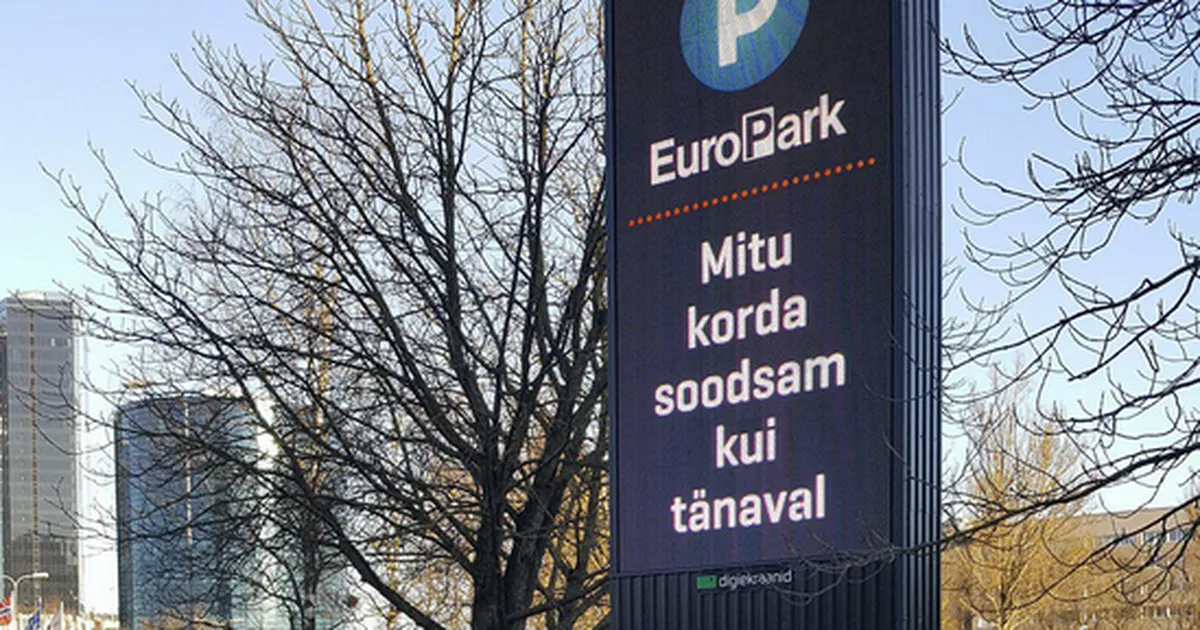 P
EuroPark
Mitu
korda
soodsam
kui
tänaval
digiekraanid